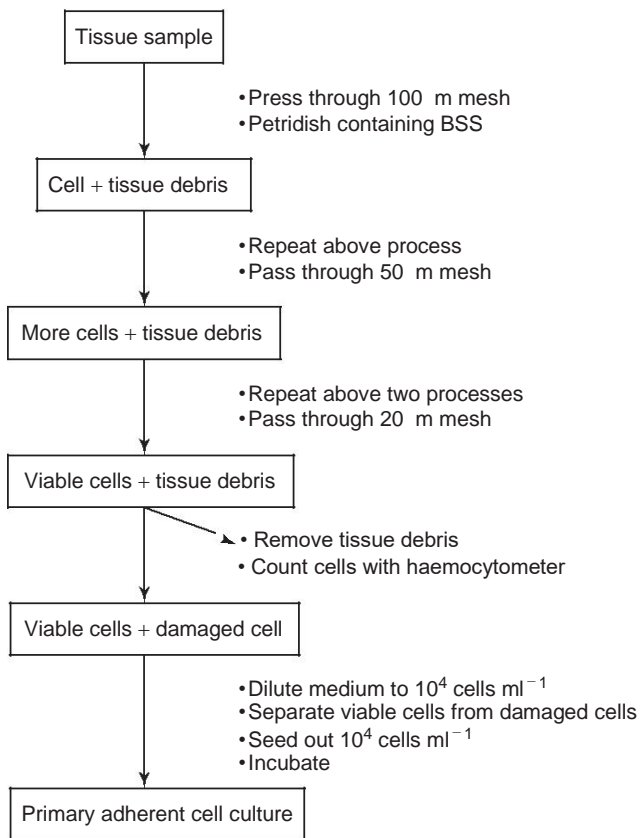 Tissue sample
•Press through 100 m mesh
•Petridish containing BSS
Cell + tissue debris
•Repeat above process
•Pass through 50 m mesh
More cells + tissue debris
•Repeat above two processes
•Pass through 20 m mesh
Viable cells + tissue debris
• Remove tissue debris
• Count cells with haemocytometer
Viable cells + damaged cell
•Dilute medium to 10⁴ cells ml⁻¹
•Separate viable cells from damaged cells
•Seed out 10⁴ cells ml⁻¹
•Incubate
Primary adherent cell culture